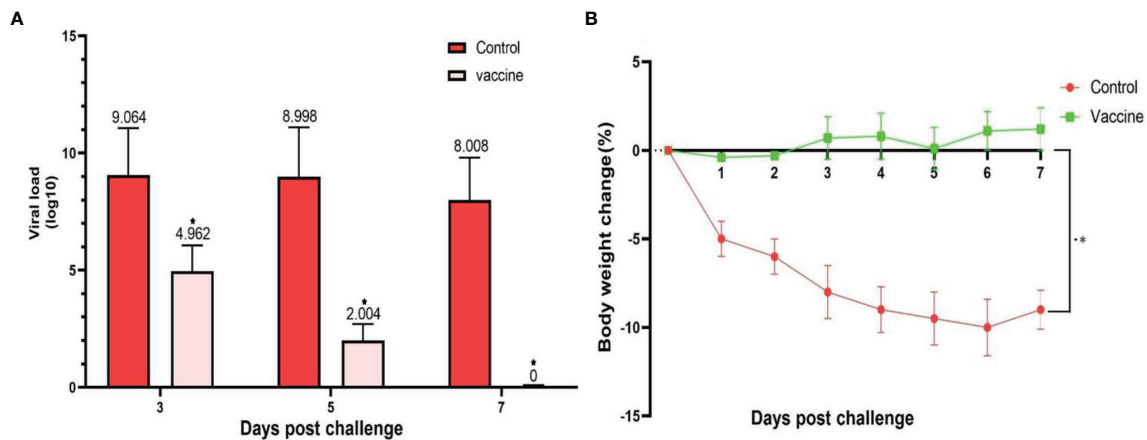 A
15
10
5
0
Viral load
(log10)
Control
vaccine
9.064
*
4.962
8.998
*
2.004
8.008
*
0
3 5 7
Days post challenge
B
5
0
-5
-10
-15
Body weight change(%)
Control
Vaccine
1 2 3 4 5 6 7
*
Days post challenge